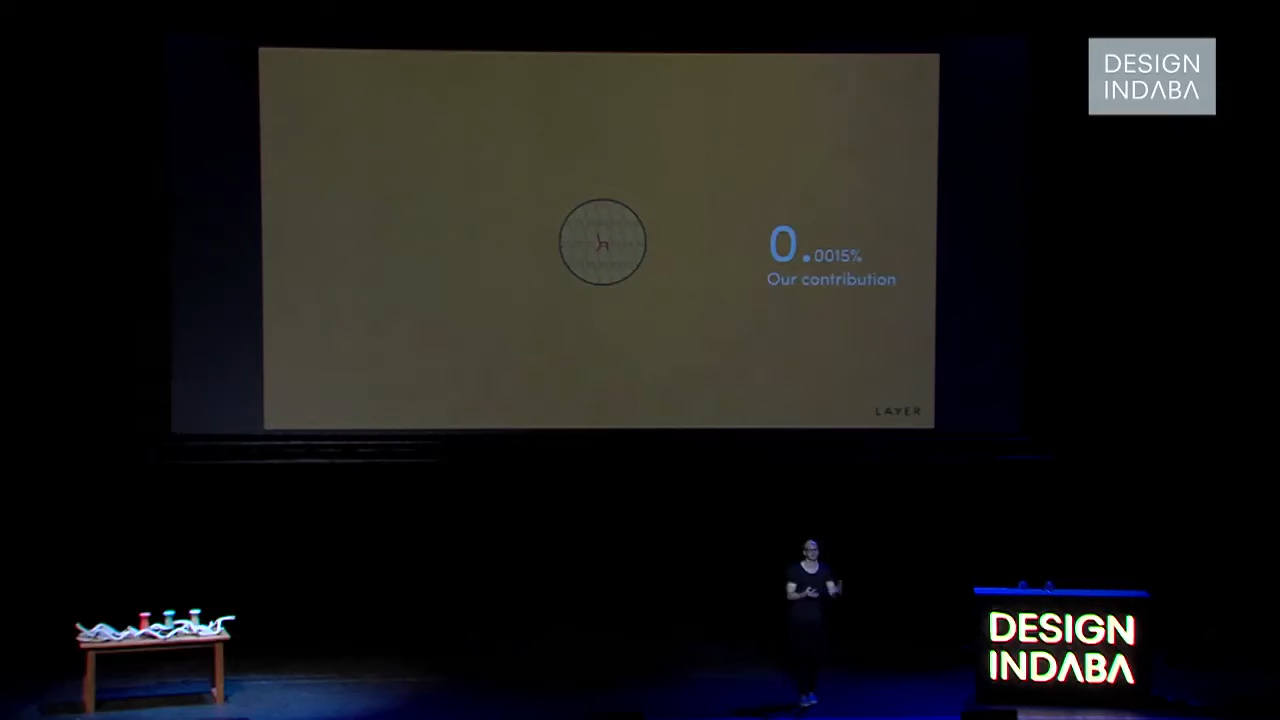 DESIGN
INDABA
0.0015%
Our contribution
LAYER
DESIGN
INDABA